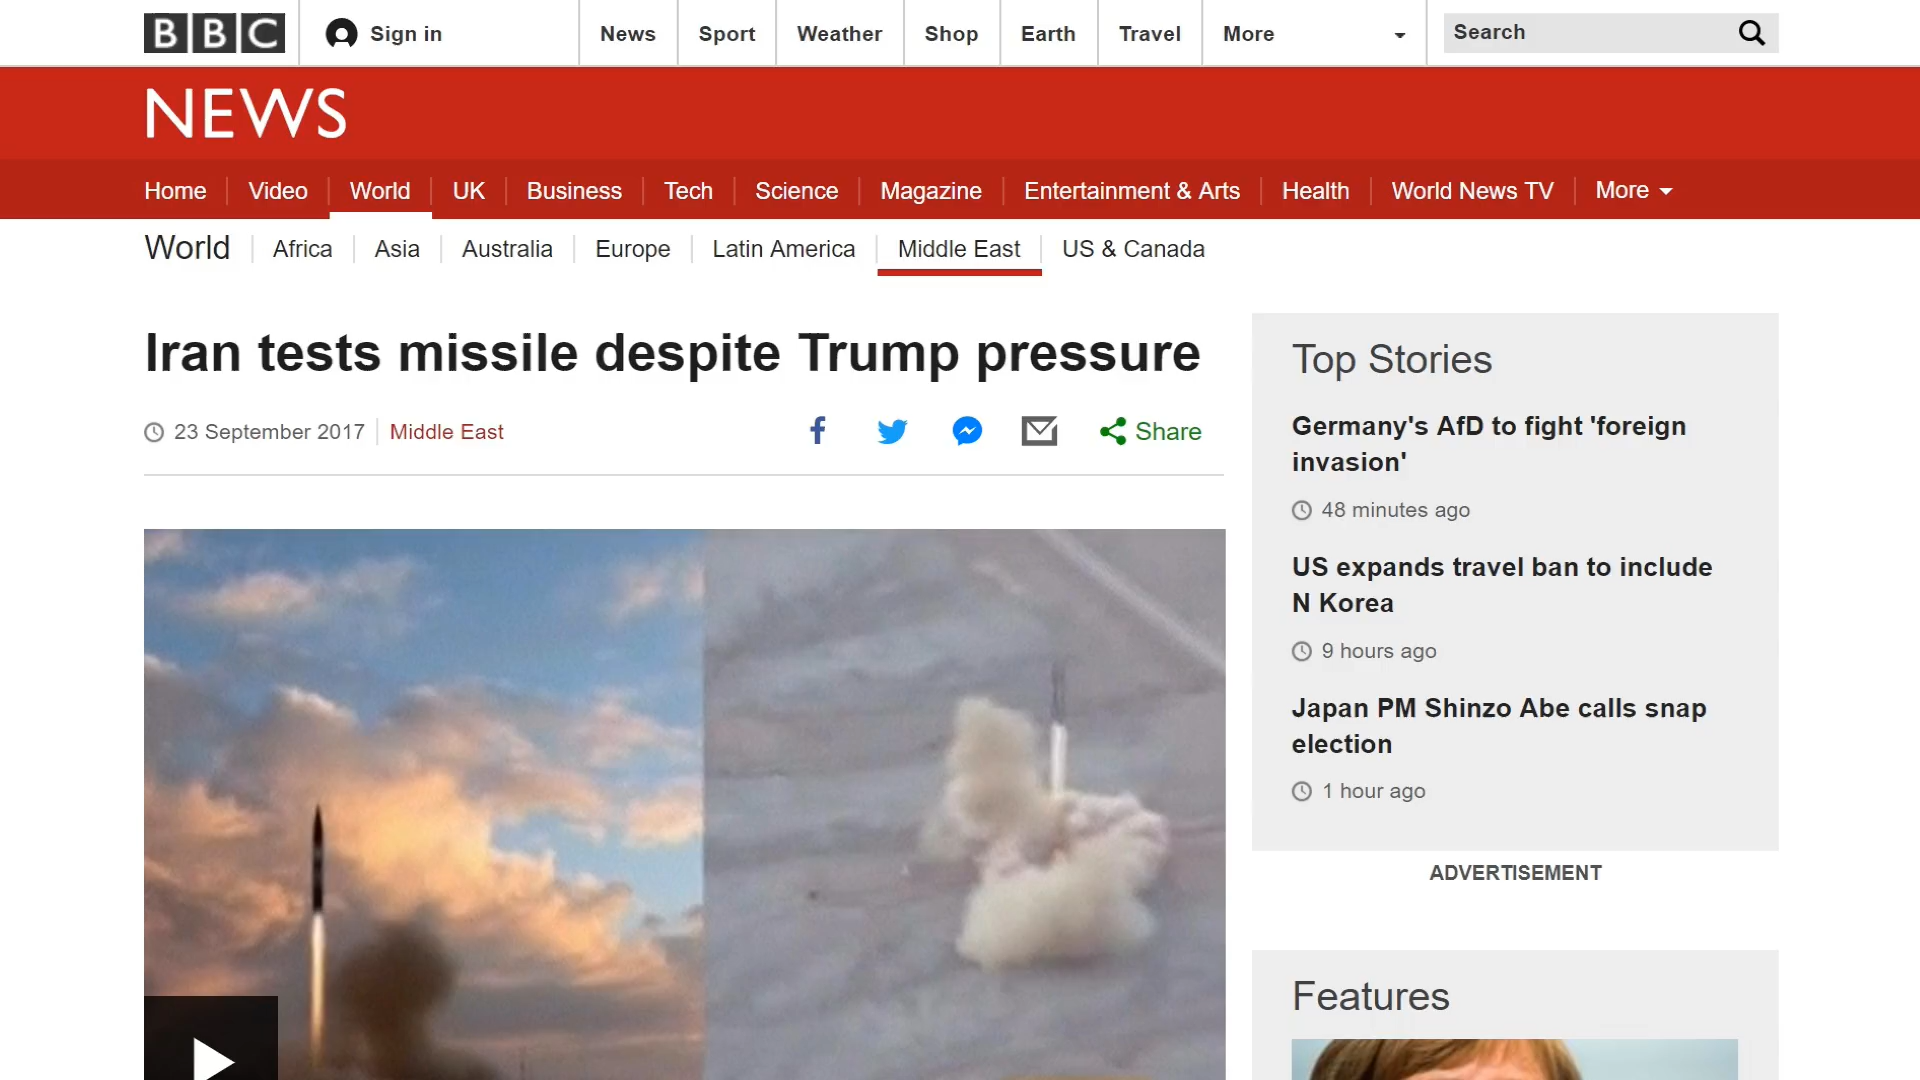 BBC
Sign in
News
Sport
Weather
Shop
Earth
Travel
More
Search
NEWS
Home
Video
World
UK
Business
Tech
Science
Magazine
Entertainment & Arts
Health
World News TV
More
World
Africa
Asia
Australia
Europe
Latin America
Middle East
US & Canada
Iran tests missile despite Trump pressure
23 September 2017
Middle East
Share
Top Stories
Germany's AfD to fight 'foreign
invasion'
48 minutes ago
US expands travel ban to include
N Korea
9 hours ago
Japan PM Shinzo Abe calls snap
election
1 hour ago
ADVERTISEMENT
Features